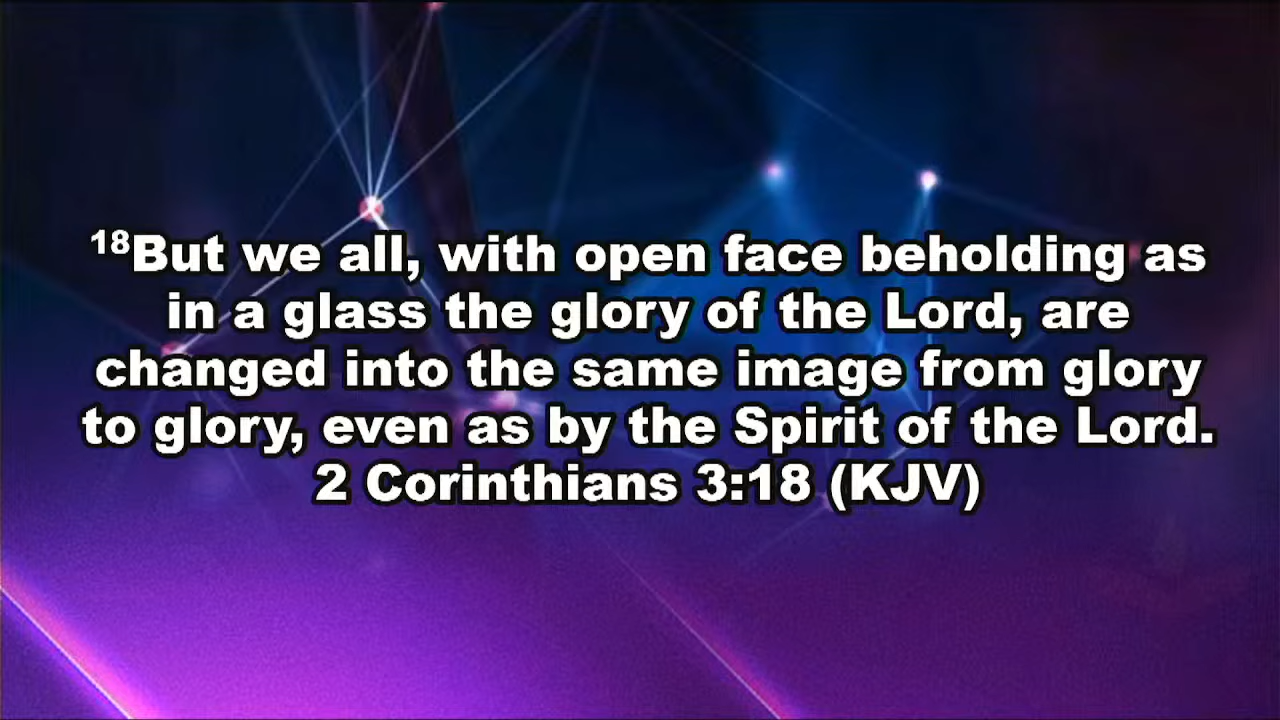 18But we all, with open face beholding as
in a glass the glory of the Lord, are
changed into the same image from glory
to glory, even as by the Spirit of the Lord.
2 Corinthians 3:18 (KJV)